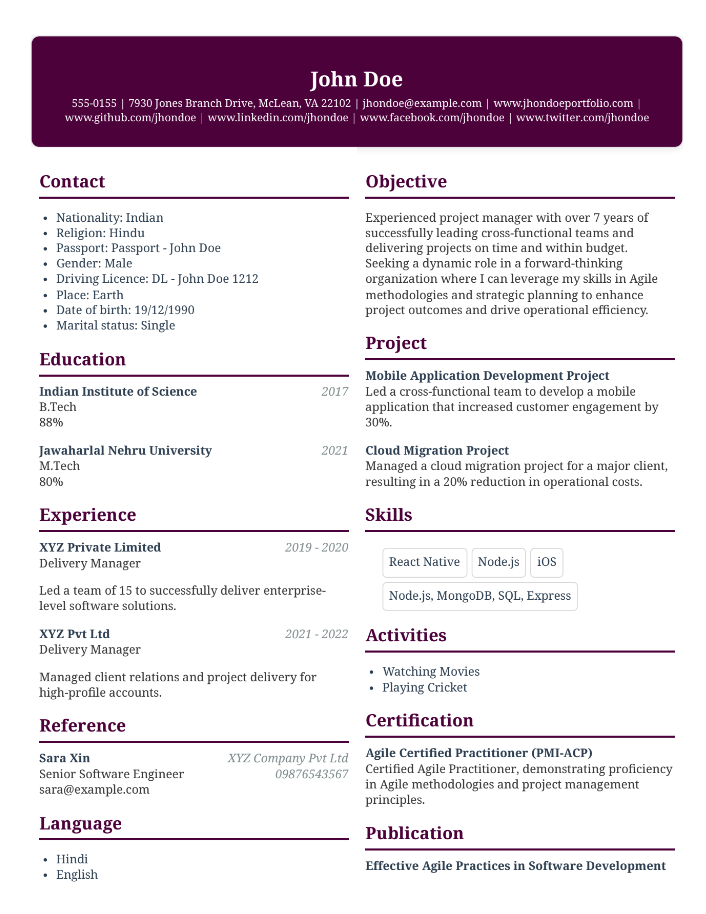 John Doe
555-0155 | 7930 Jones Branch Drive, McLean, VA 22102 | jhondoe@example.com | www.jhondoeportfolio.com |
www.github.com/jhondoe | www.linkedin.com/jhondoe | www.facebook.com/jhondoe | www.twitter.com/jhondoe
Contact
• Nationality: Indian
• Religion: Hindu
• Passport: Passport - John Doe
• Gender: Male
• Driving Licence: DL - John Doe 1212
• Place: Earth
• Date of birth: 19/12/1990
• Marital status: Single
Education
Indian Institute of Science 2017
B.Tech
88%
Jawaharlal Nehru University 2021
M.Tech
80%
Experience
XYZ Private Limited 2019 - 2020
Delivery Manager
Led a team of 15 to successfully deliver enterprise-
level software solutions.
XYZ Pvt Ltd 2021 - 2022
Delivery Manager
Managed client relations and project delivery for
high-profile accounts.
Reference
Sara Xin XYZ Company Pvt Ltd
Senior Software Engineer 09876543567
sara@example.com
Language
• Hindi
• English
Objective
Experienced project manager with over 7 years of
successfully leading cross-functional teams and
delivering projects on time and within budget.
Seeking a dynamic role in a forward-thinking
organization where I can leverage my skills in Agile
methodologies and strategic planning to enhance
project outcomes and drive operational efficiency.
Project
Mobile Application Development Project
Led a cross-functional team to develop a mobile
application that increased customer engagement by
30%.
Cloud Migration Project
Managed a cloud migration project for a major client,
resulting in a 20% reduction in operational costs.
Skills
React Native Node.js iOS
Node.js, MongoDB, SQL, Express
Activities
• Watching Movies
• Playing Cricket
Certification
Agile Certified Practitioner (PMI-ACP)
Certified Agile Practitioner, demonstrating proficiency
in Agile methodologies and project management
principles.
Publication
Effective Agile Practices in Software Development